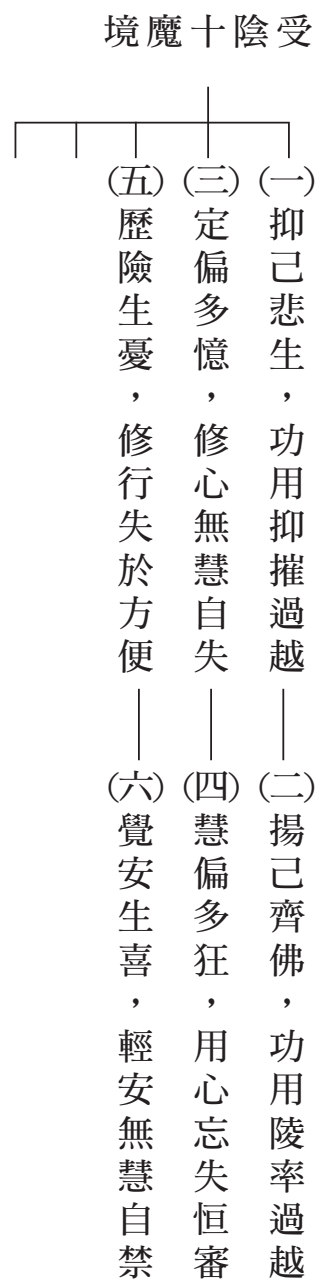 受陰十魔境
(一)抑己悲生，功用抑摧過越
(二)揚己齊佛，功用陵率過越
(三)定偏多憶，修心無慧自失
(四)慧偏多狂，用心忘失恒審
(五)歷險生憂，修行失於方便
(六)覺安生喜，輕安無慧自禁